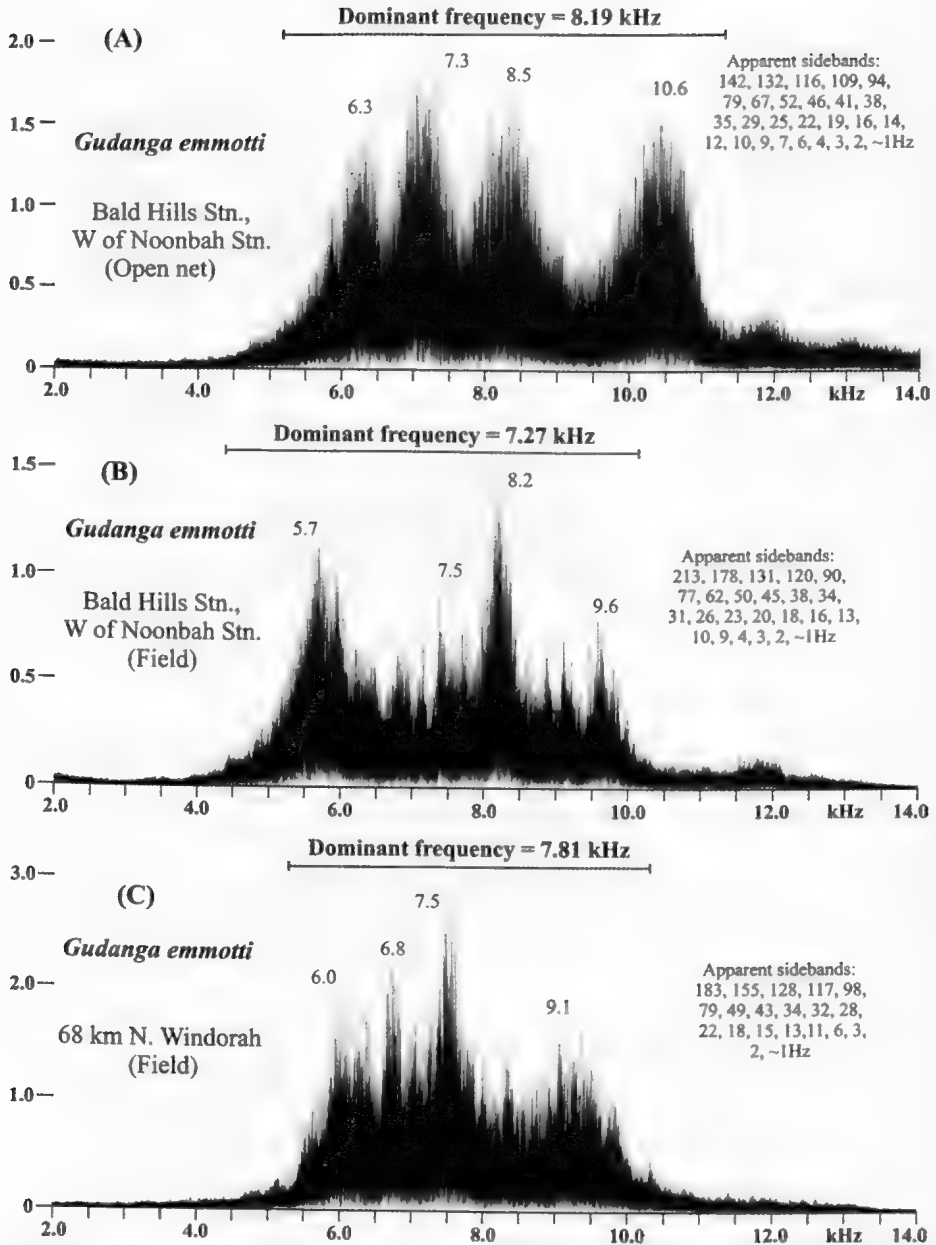 Dominant frequency = 8.19 kHz
(A)
2.0
1.5
1.0
0.5
0
6.3
7.3
8.5
10.6
Gudanga emmotti
Bald Hills Stn.,
W of Noonbah Stn.
(Open net)
Apparent sidebands:
142, 132, 116, 109, 94,
79, 67, 52, 46, 41, 38,
35, 29, 25, 22, 19, 16, 14,
12, 10, 9, 7, 6, 4, 3, 2, ~1Hz
2.0 4.0 6.0 8.0 10.0 12.0 kHz 14.0
Dominant frequency = 7.27 kHz
(B)
1.5
1.0
0.5
0
5.7
7.5
8.2
9.6
Gudanga emmotti
Bald Hills Stn.,
W of Noonbah Stn.
(Field)
Apparent sidebands:
213, 178, 131, 120, 90,
77, 62, 50, 45, 38, 34,
31, 26, 23, 20, 18, 16, 13,
10, 9, 4, 3, 2, ~1Hz
2.0 4.0 6.0 8.0 10.0 12.0 kHz 14.0
Dominant frequency = 7.81 kHz
(C)
3.0
2.0
1.0
0
6.0
6.8
7.5
9.1
Gudanga emmotti
68 km N. Windorah
(Field)
Apparent sidebands:
183, 155, 128, 117, 98,
79, 49, 43, 34, 32, 28,
22, 18, 15, 13,11, 6, 3,
2, ~1Hz
2.0 4.0 6.0 8.0 10.0 12.0 kHz 14.0